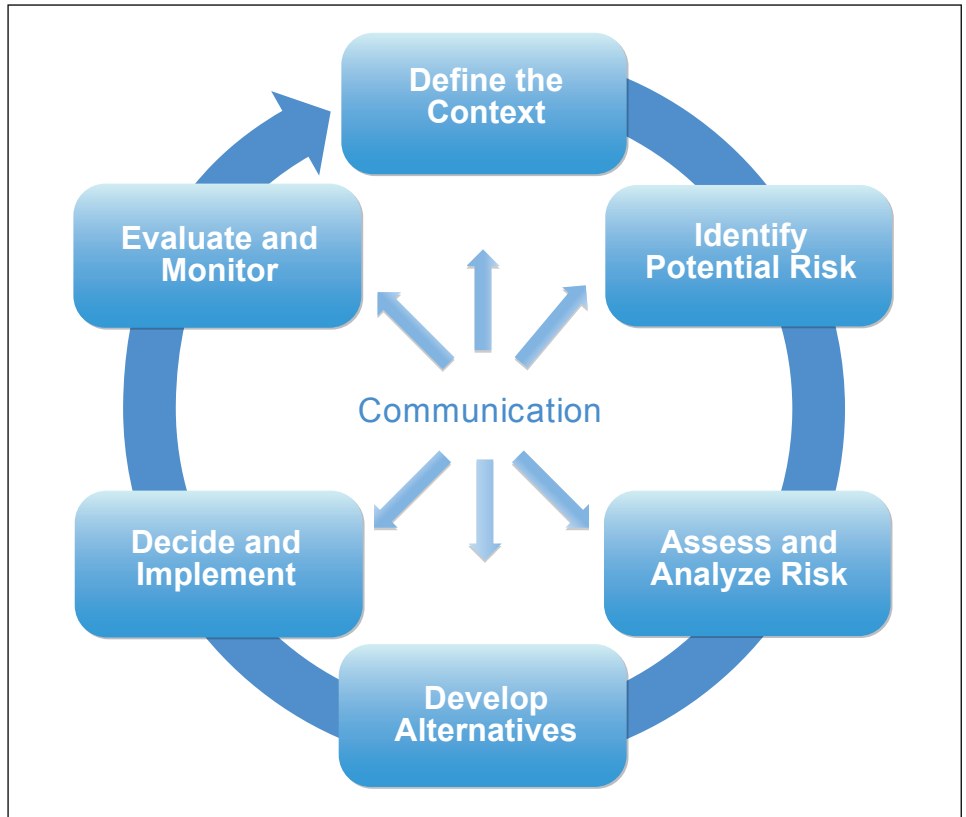 Define the
Context
Identify
Potential Risk
Assess and
Analyze Risk
Develop
Alternatives
Decide and
Implement
Evaluate and
Monitor
Communication